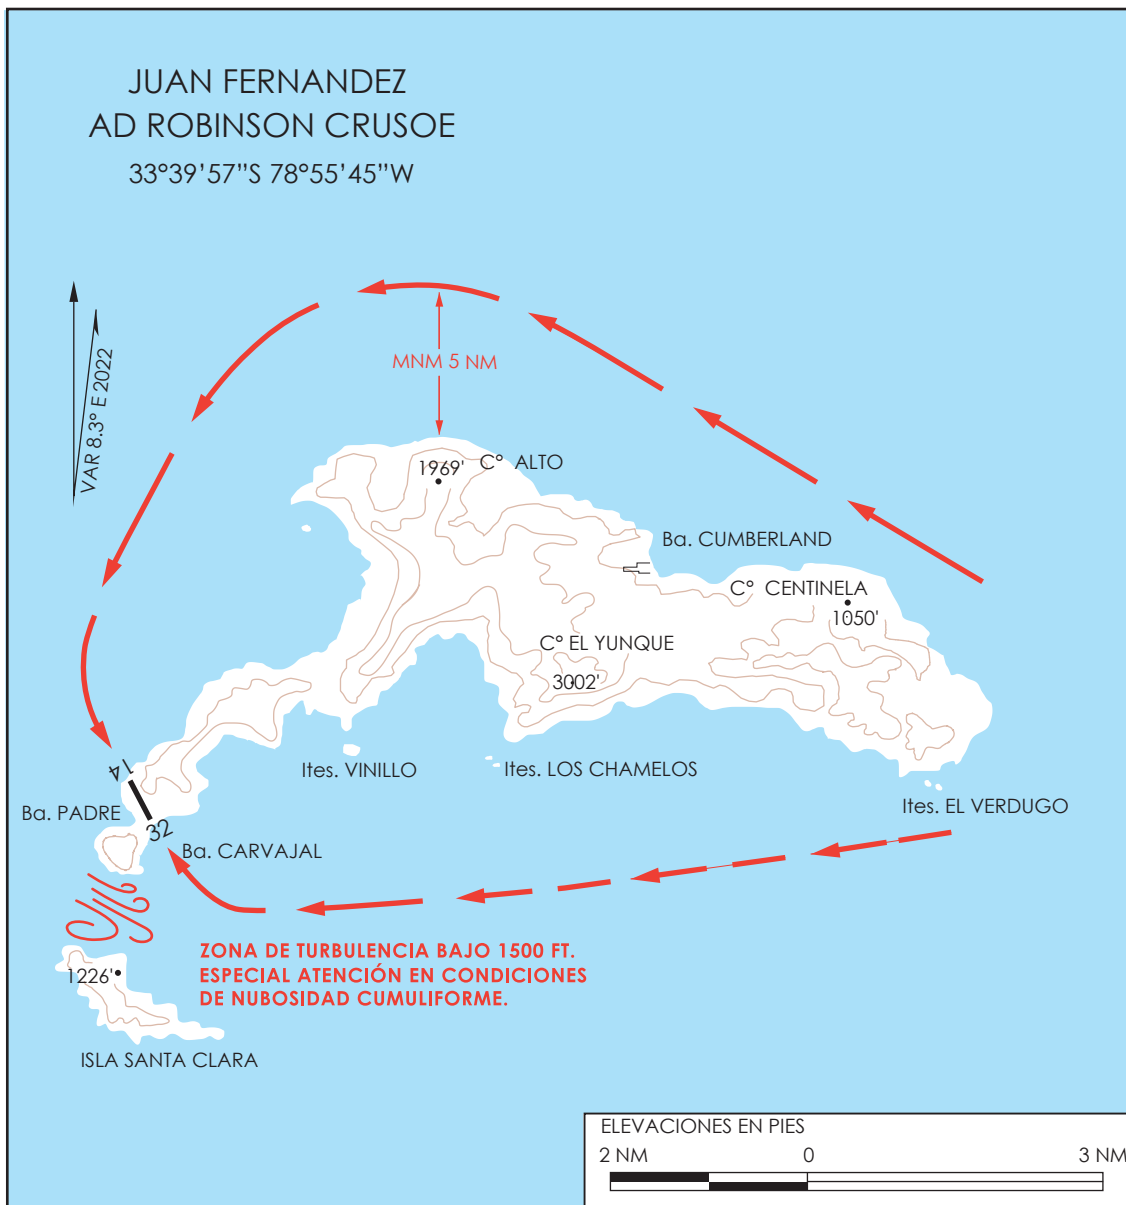 JUAN FERNANDEZ
AD ROBINSON CRUSOE
33°39’57”S 78°55’45”W
VAR 8.3° E 2022
MNM 5 NM
1969'
C° ALTO
Ba. CUMBERLAND
C° CENTINELA
1050'
C° EL YUNQUE
3002'
Ites. VINILLO
Ites. LOS CHAMELOS
Ites. EL VERDUGO
14
Ba. PADRE
32
Ba. CARVAJAL
ZONA DE TURBULENCIA BAJO 1500 FT.
ESPECIAL ATENCIÓN EN CONDICIONES
DE NUBOSIDAD CUMULIFORME.
1226'
ISLA SANTA CLARA
ELEVACIONES EN PIES
2 NM 0 3 NM